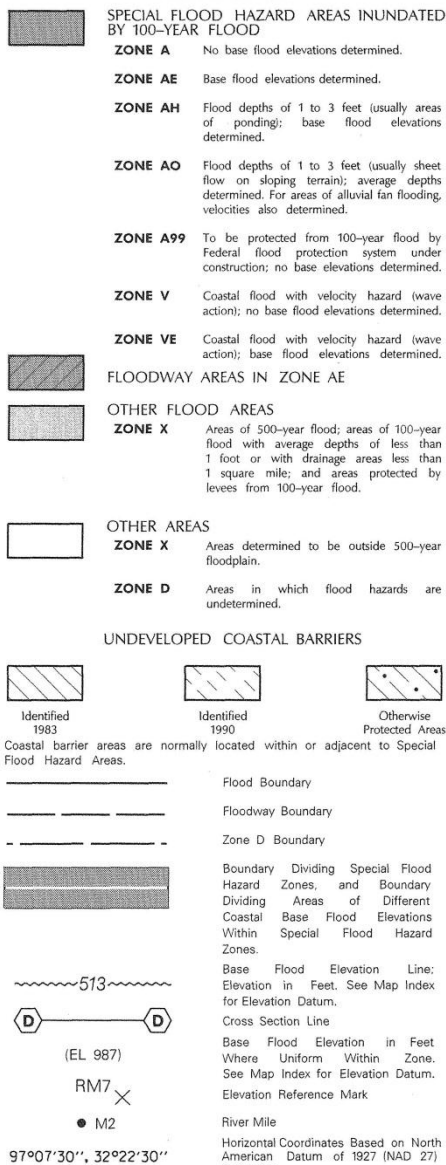 SPECIAL FLOOD HAZARD AREAS INUNDATED
BY 100–YEAR FLOOD
ZONE A No base flood elevations determined.
ZONE AE Base flood elevations determined.
ZONE AH Flood depths of 1 to 3 feet (usually areas
of ponding); base flood elevations
determined.
ZONE AO Flood depths of 1 to 3 feet (usually sheet
flow on sloping terrain); average depths
determined. For areas of alluvial fan flooding,
velocities also determined.
ZONE A99 To be protected from 100–year flood by
Federal flood protection system under
construction; no base elevations determined.
ZONE V Coastal flood with velocity hazard (wave
action); no base flood elevations determined.
ZONE VE Coastal flood with velocity hazard (wave
action); base flood elevations determined.
FLOODWAY AREAS IN ZONE AE
OTHER FLOOD AREAS
ZONE X Areas of 500–year flood; areas of 100–year
flood with average depths of less than
1 foot or with drainage areas less than
1 square mile; and areas protected by
levees from 100–year flood.
OTHER AREAS
ZONE X Areas determined to be outside 500–year
floodplain.
ZONE D Areas in which flood hazards are
undetermined.
UNDEVELOPED COASTAL BARRIERS
Identified
1983
Identified
1990
Otherwise
Protected Areas
Coastal barrier areas are normally located within or adjacent to Special
Flood Hazard Areas.
Flood Boundary
Floodway Boundary
Zone D Boundary
Boundary Dividing Special Flood
Hazard Zones, and Boundary
Dividing Areas of Different
Coastal Base Flood Elevations
Within Special Flood Hazard
Zones.
513
Base Flood Elevation Line;
Elevation in Feet. See Map Index
for Elevation Datum.
D D Cross Section Line
(EL 987)
Base Flood Elevation in Feet
Where Uniform Within Zone.
See Map Index for Elevation Datum.
RM7 Elevation Reference Mark
M2 River Mile
97°07'30", 32°22'30"
Horizontal Coordinates Based on North
American Datum of 1927 (NAD 27)